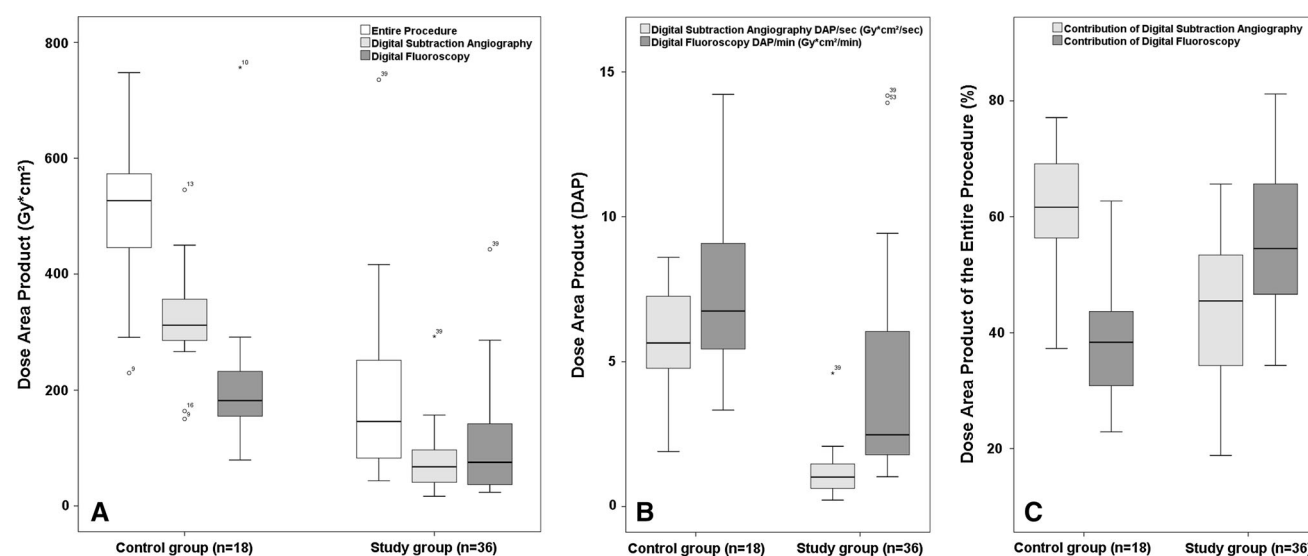 Entire Procedure
Digital Subtraction Angiography
Digital Fluoroscopy
Dose Area Product (Gy*cm²)
800
600
400
200
0
*10
39
13
9
16
9
39
39
A
Control group (n=18)
Study group (n=36)
Digital Subtraction Angiography DAP/sec (Gy*cm²/sec)
Digital Fluoroscopy DAP/min (Gy*cm²/min)
Dose Area Product (DAP)
15
10
5
0
39
53
*39
B
Control group (n=18)
Study group (n=36)
Contribution of Digital Subtraction Angiography
Contribution of Digital Fluoroscopy
Dose Area Product of the Entire Procedure (%)
80
60
40
20
C
Control group (n=18)
Study group (n=36)